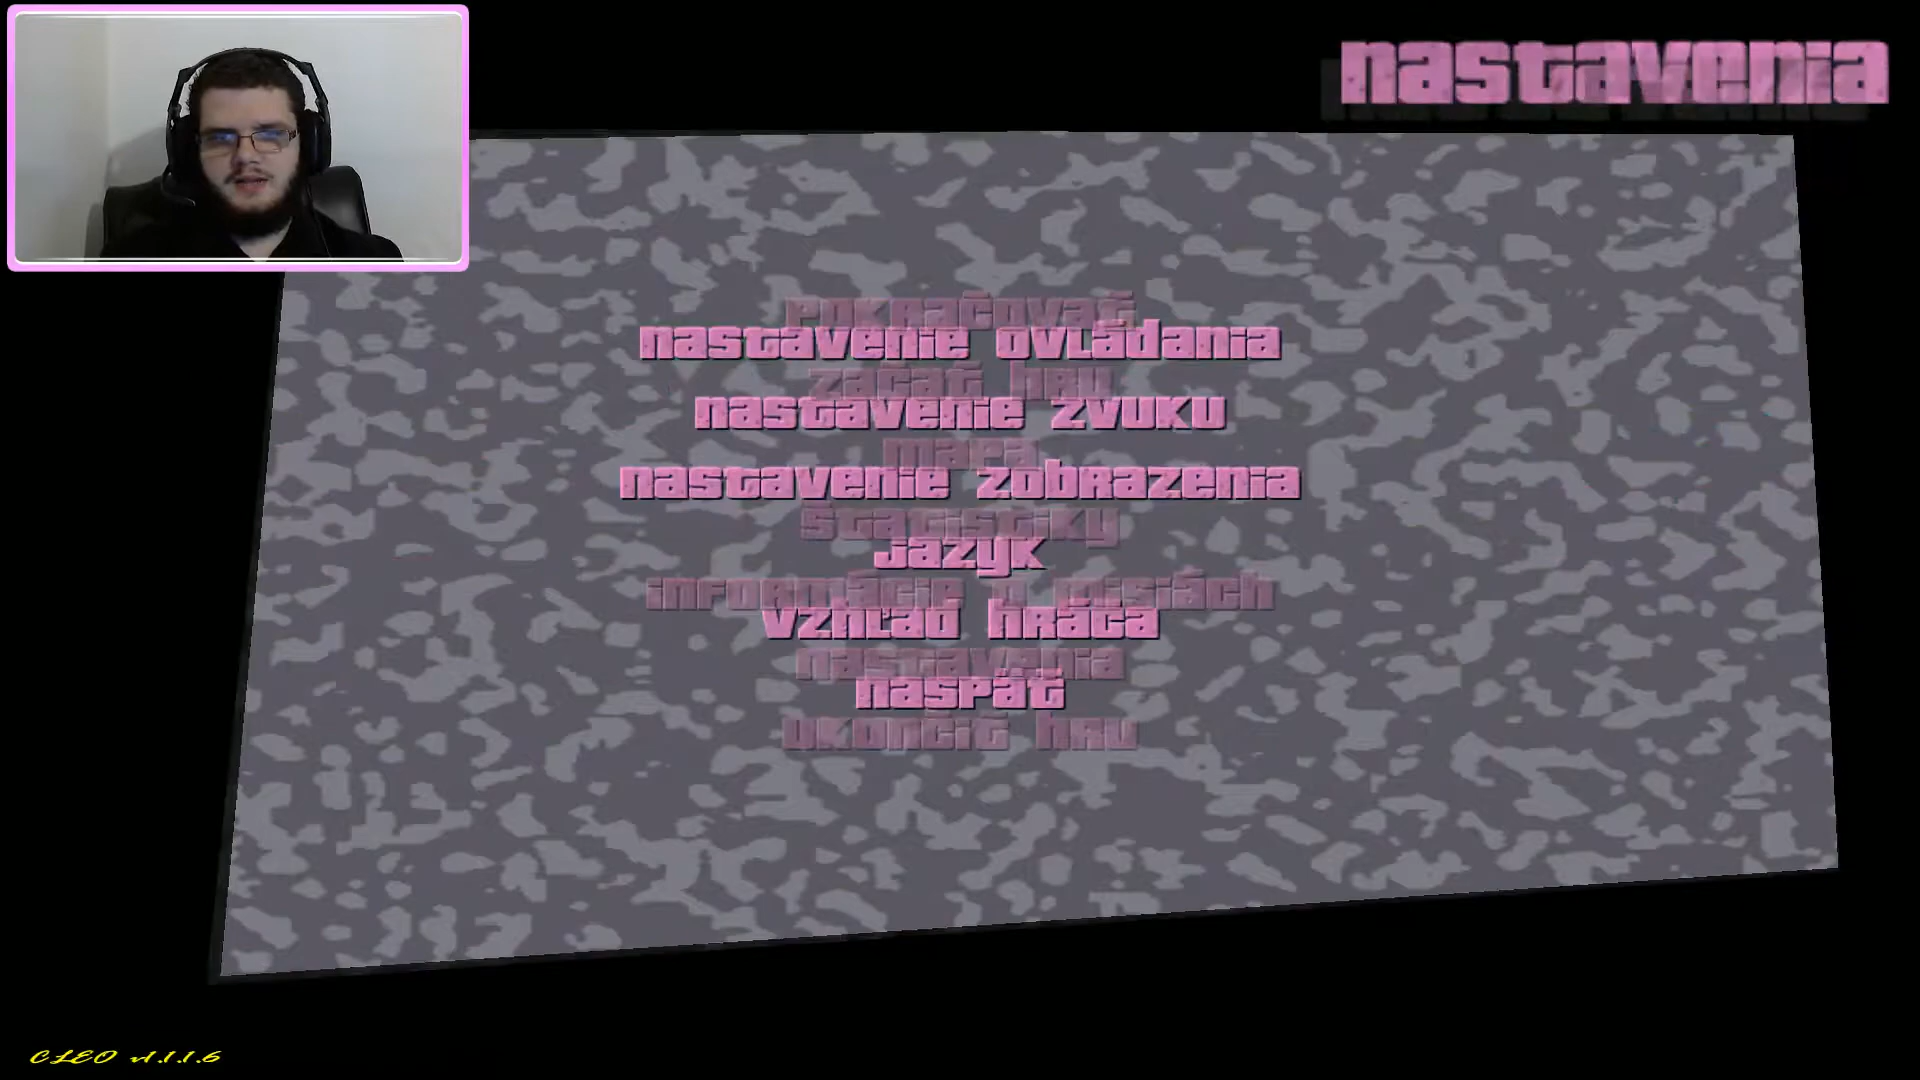 nastavenia
pokračovať
nastavenie ovládania
začať hru
nastavenie zvuku
mapa
nastavenie zobrazenia
štatistiky
jazyk
informácie o misiách
vzhľad hráča
nastavenia
naspäť
ukončiť hru
CLEO v1.1.1.6